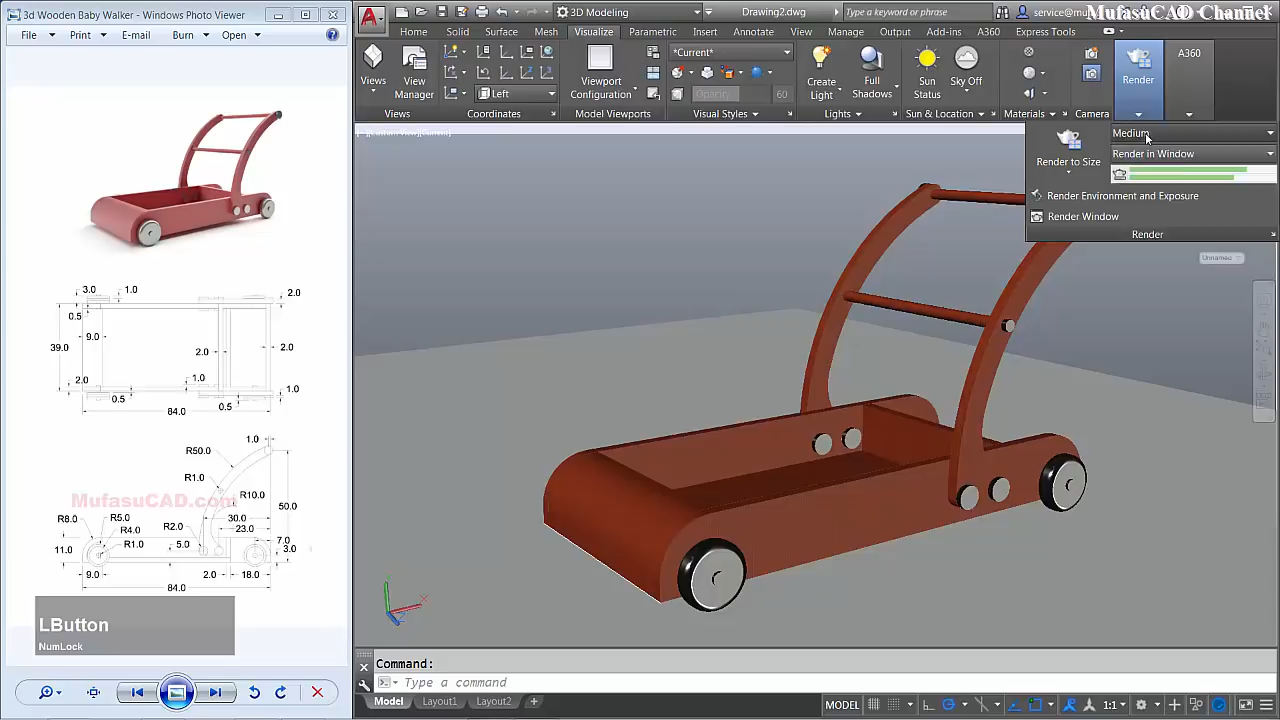 3d Wooden Baby Walker - Windows Photo Viewer
File Print E-mail Burn Open
3.0 1.0 2.0
0.5
9.0
39.0
2.0 2.0
2.0 1.0 1.0
0.5 0.5
84.0
1.0
R50.0
R1.0
MufasuCAD.com
R10.0
50.0
R8.0 R5.0 30.0
R4.0 R2.0 23.0
11.0 R1.0 5.0 7.0
3.0
9.0 2.0 18.0
84.0
LButton
NumLock
3D Modeling Drawing2.dwg Type a keyword or phrase
MufasuCAD Channel
Home Solid Surface Mesh Visualize Parametric Insert Annotate View Manage Output Add-ins A360 Express Tools
Views View Manager Left Viewport Configuration *Current* Opacity 60 Create Light Full Shadows Sun Status Sky Off Render A360
Views Coordinates Model Viewports Visual Styles Lights Sun & Location Materials Camera
Medium
Render to Size Render in Window
Render Environment and Exposure
Render Window
Render
Unnamed
X
Command:
Type a command
Model Layout1 Layout2 + MODEL 1:1